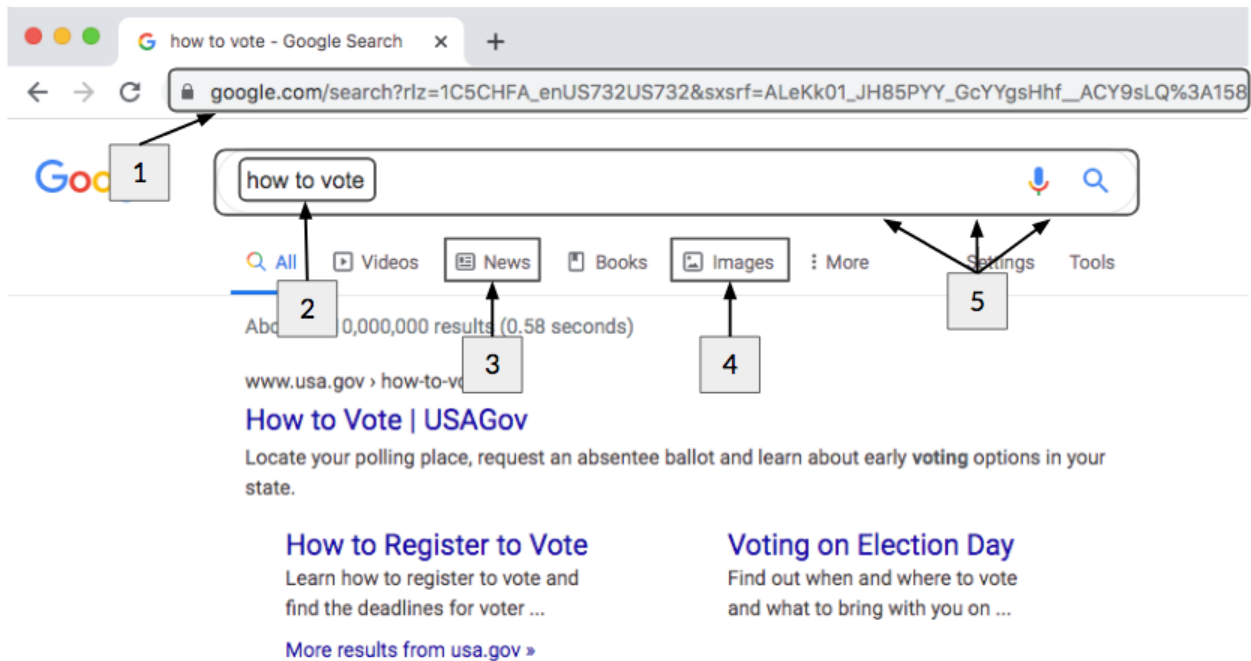 how to vote - Google Search
google.com/search?rlz=1C5CHFA_enUS732US732&sxsrf=ALeKk01_JH85PYY_GcYYgsHhf__ACY9sLQ%3A158
1
how to vote
All Videos News Books Images More Settings Tools
2
5
0,000,000 results (0.58 seconds)
3
4
www.usa.gov › how-to-vo
How to Vote | USAGov
Locate your polling place, request an absentee ballot and learn about early voting options in your
state.
How to Register to Vote
Learn how to register to vote and
find the deadlines for voter ...
More results from usa.gov »
Voting on Election Day
Find out when and where to vote
and what to bring with you on ...